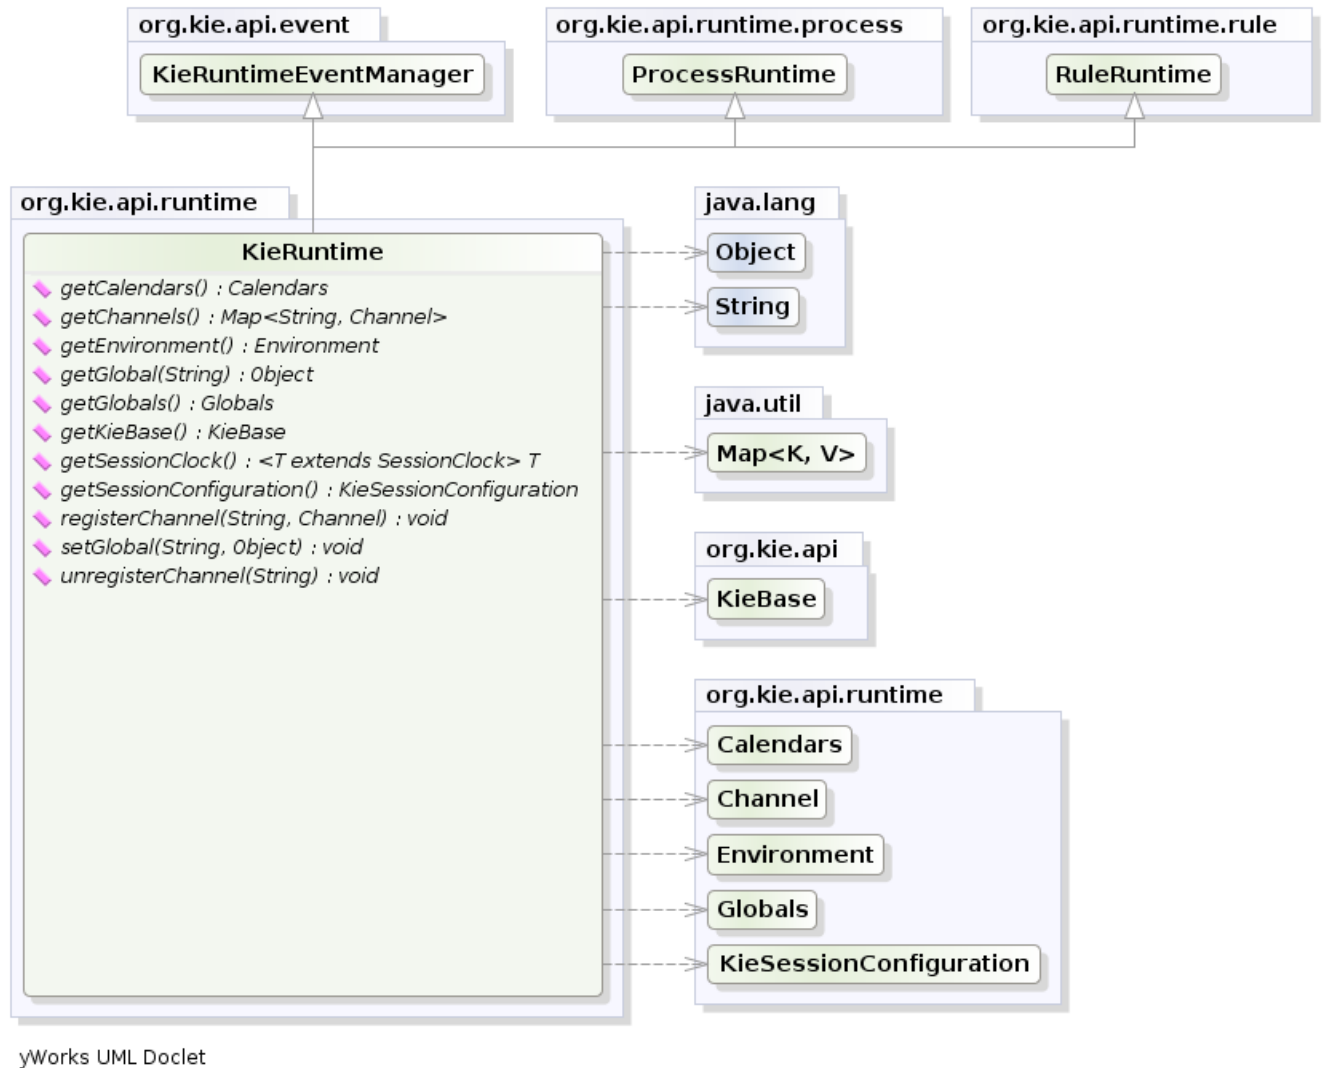 org.kie.api.event
KieRuntimeEventManager
org.kie.api.runtime.process
ProcessRuntime
org.kie.api.runtime.rule
RuleRuntime
org.kie.api.runtime
KieRuntime
getCalendars() : Calendars
getChannels() : Map<String, Channel>
getEnvironment() : Environment
getGlobal(String) : Object
getGlobals() : Globals
getKieBase() : KieBase
getSessionClock() : <T extends SessionClock> T
getSessionConfiguration() : KieSessionConfiguration
registerChannel(String, Channel) : void
setGlobal(String, Object) : void
unregisterChannel(String) : void
java.lang
Object
String
java.util
Map<K, V>
org.kie.api
KieBase
org.kie.api.runtime
Calendars
Channel
Environment
Globals
KieSessionConfiguration
yWorks UML Doclet